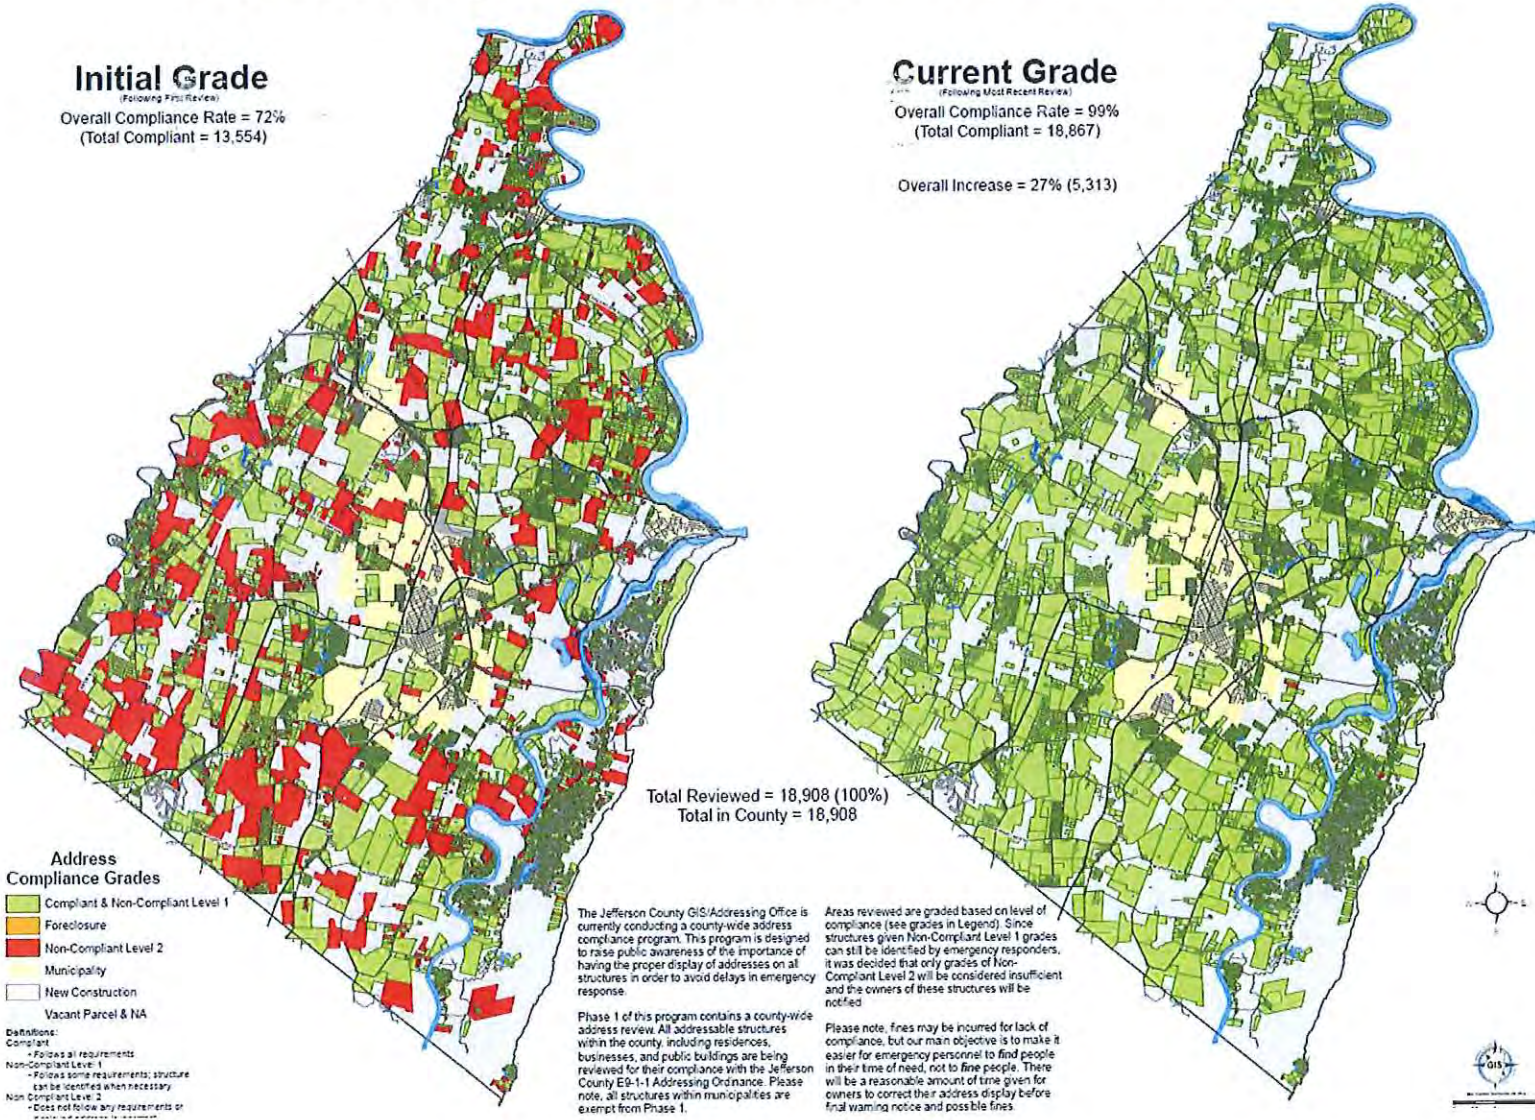 Initial Grade
(Following First Review)
Overall Compliance Rate = 72%
(Total Compliant = 13,554)
Current Grade
(Following Most Recent Review)
Overall Compliance Rate = 99%
(Total Compliant = 18,867)
Overall Increase = 27% (5,313)
Total Reviewed = 18,908 (100%)
Total in County = 18,908
Address
Compliance Grades
Compliant & Non-Compliant Level 1
Foreclosure
Non-Compliant Level 2
Municipality
New Construction
Vacant Parcel & NA
Definitions:
Compliant
- Follows all requirements
Non-Compliant Level 1
- Follows some requirements; structure
can be identified when necessary
Non Compliant Level 2
- Does not follow any requirements or
The Jefferson County GIS/Addressing Office is
currently conducting a county-wide address
compliance program. This program is designed
to raise public awareness of the importance of
having the proper display of addresses on all
structures in order to avoid delays in emergency
response.
Phase 1 of this program contains a county-wide
address review. All addressable structures
within the county, including residences,
businesses, and public buildings are being
reviewed for their compliance with the Jefferson
County E9-1-1 Addressing Ordinance. Please
note, all structures within municipalities are
exempt from Phase 1.
Areas reviewed are graded based on level of
compliance (see grades in Legend). Since
structures given Non-Compliant Level 1 grades
can still be identified by emergency responders,
it was decided that only grades of Non-
Compliant Level 2 will be considered insufficient
and the owners of these structures will be
notified
Please note, fines may be incurred for lack of
compliance, but our main objective is to make it
easier for emergency personnel to find people
in their time of need, not to fine people. There
will be a reasonable amount of time given for
owners to correct their address display before
final warning notice and possible fines.
GIS